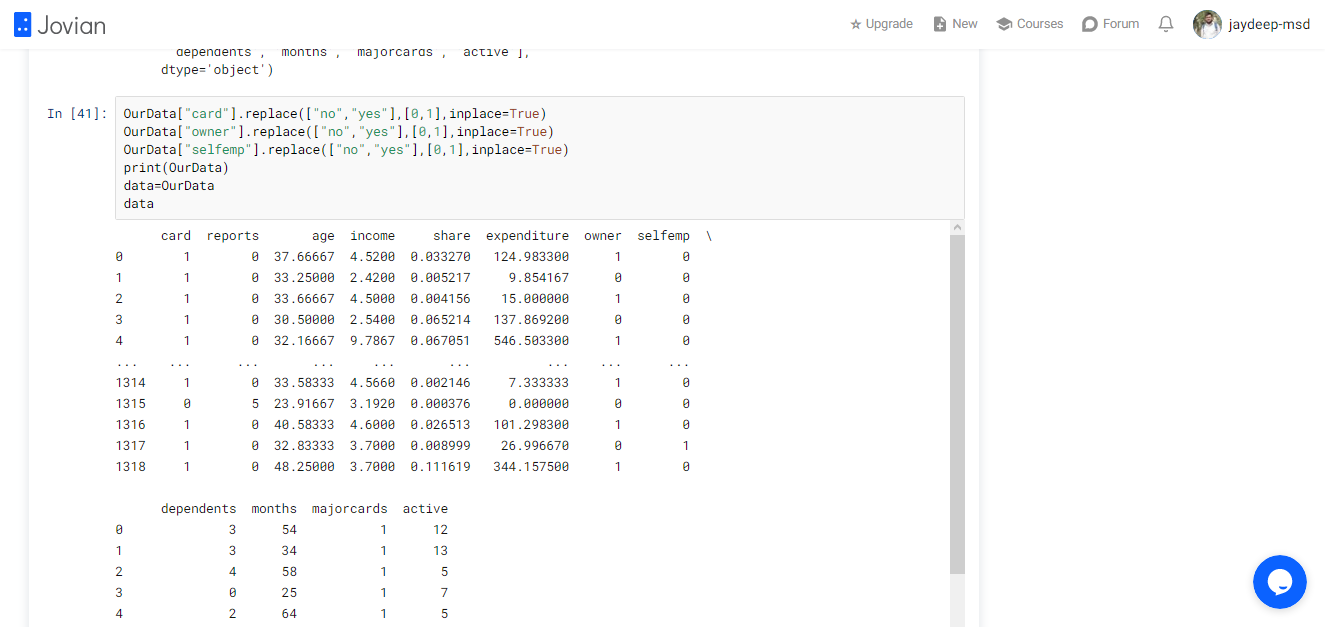 Jovian
Upgrade New Courses Forum jaydeep-msd
dependents', 'months', 'majorcards', 'active'],
dtype='object')
In [41]:
OurData["card"].replace(["no","yes"],[0,1],inplace=True)
OurData["owner"].replace(["no","yes"],[0,1],inplace=True)
OurData["selfemp"].replace(["no","yes"],[0,1],inplace=True)
print(OurData)
data=OurData
data
card reports age income share expenditure owner selfemp \
0 1 0 37.66667 4.5200 0.033270 124.983300 1 0
1 1 0 33.25000 2.4200 0.005217 9.854167 0 0
2 1 0 33.66667 4.5000 0.004156 15.000000 1 0
3 1 0 30.50000 2.5400 0.065214 137.869200 0 0
4 1 0 32.16667 9.7867 0.067051 546.503300 1 0
... ... ... ... ... ... ... ... ...
1314 1 0 33.58333 4.5660 0.002146 7.333333 1 0
1315 0 5 23.91667 3.1920 0.000376 0.000000 0 0
1316 1 0 40.58333 4.6000 0.026513 101.298300 1 0
1317 1 0 32.83333 3.7000 0.008999 26.996670 0 1
1318 1 0 48.25000 3.7000 0.111619 344.157500 1 0
dependents months majorcards active
0 3 54 1 12
1 3 34 1 13
2 4 58 1 5
3 0 25 1 7
4 2 64 1 5